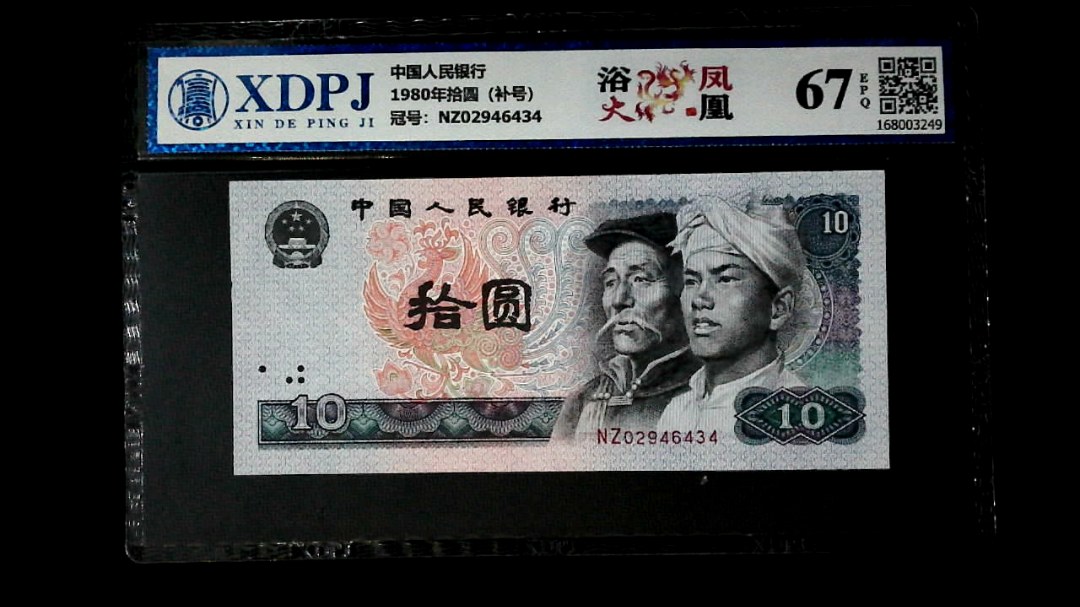 XDPJ
XIN DE PING JI
中国人民银行
1980年拾圆（补号）
冠号：NZ02946434
浴火
凤凰
67
EPQ
168003249
中国人民银行
10
拾圆
10
NZ02946434
10